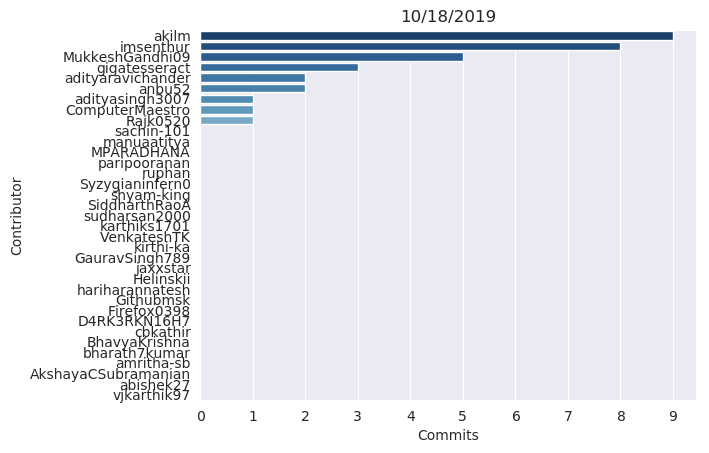 10/18/2019
akilm
imsenthur
MukkeshGandhi09
gigatesseract
adityaravichander
anbu52
adityasingh3007
ComputerMaestro
Rajk0520
sachin-101
manuaatitya
MPARADHANA
paripooranan
ruphan
Syzygianinfern0
shyam-king
SiddharthRaoA
sudharsan2000
karthiks1701
VenkateshTK
kirthi-ka
GauravSingh789
jaxxstar
Helinskii
hariharannatesh
Githubmsk
Firefox0398
D4RK3RKN16H7
cbkathir
BhavyaKrishna
bharath7kumar
amritha-sb
AkshayaCSubramanian
abishek27
vjkarthik97
Contributor
0 1 2 3 4 5 6 7 8 9
Commits